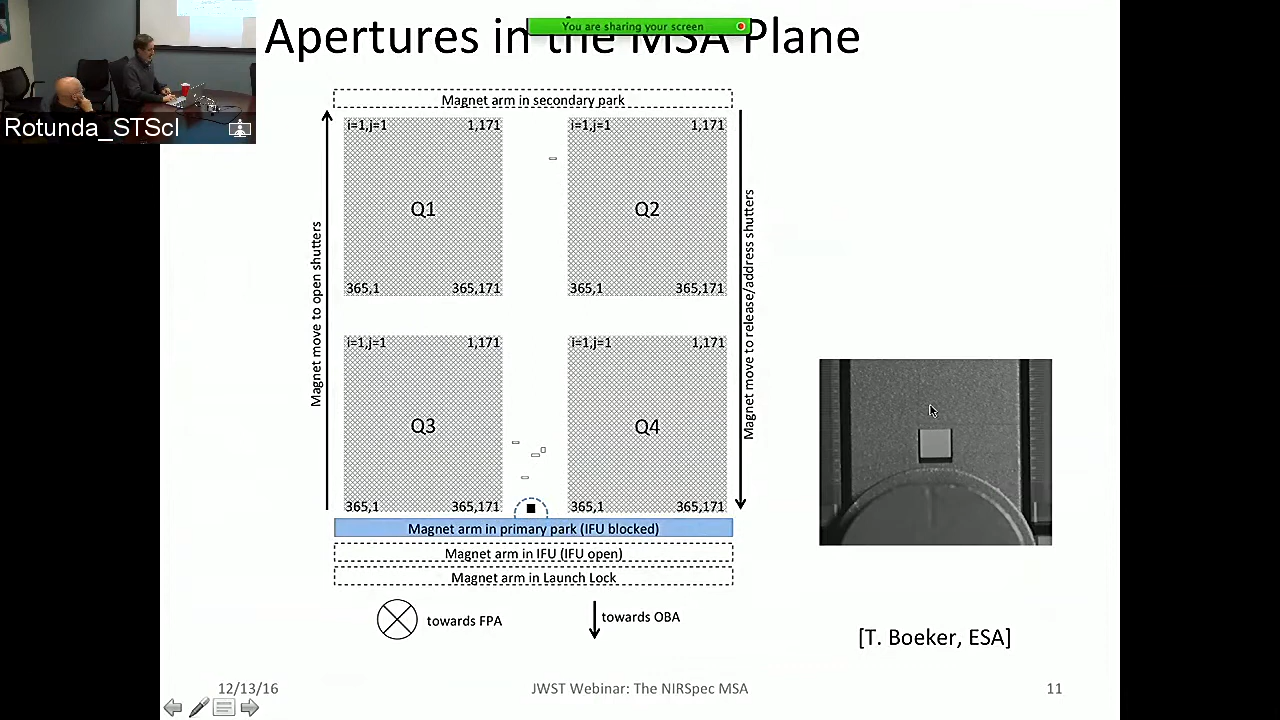 Apertures in the MSA Plane
You are sharing your screen
Rotunda_STScI
Magnet arm in secondary park
i=1,j=1 1,171
i=1,j=1 1,171
Q1
Q2
365,1 365,171
365,1 365,171
Magnet move to open shutters
Magnet move to release/address shutters
i=1,j=1 1,171
i=1,j=1 1,171
Q3
Q4
365,1 365,171
365,1 365,171
Magnet arm in primary park (IFU blocked)
Magnet arm in IFU (IFU open)
Magnet arm in Launch Lock
towards FPA
towards OBA
[T. Boeker, ESA]
12/13/16
JWST Webinar: The NIRSpec MSA
11